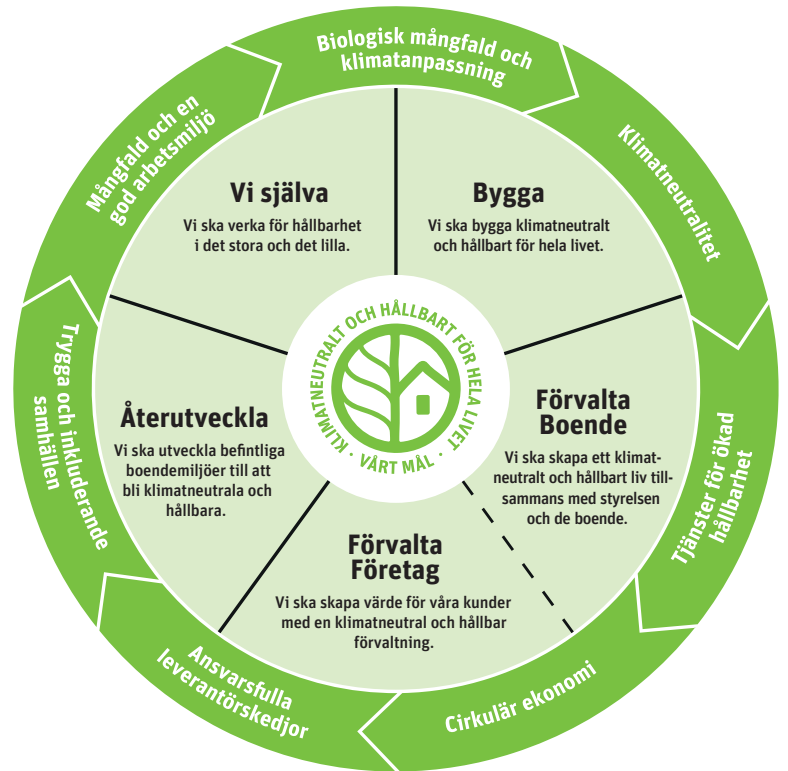 Biologisk mångfald och
klimatanpassning
Klimatneutralitet
Tjänster för ökad
hållbarhet
Cirkulär ekonomi
Ansvarsfulla
leverantörskedjor
Trygga och inkluderande
samhällen
Mångfald och en
god arbetsmiljö
Vi själva
Vi ska verka för hållbarhet
i det stora och det lilla.
Bygga
Vi ska bygga klimatneutralt
och hållbart för hela livet.
Förvalta
Boende
Vi ska skapa ett klimat-
neutralt och hållbart liv till-
sammans med styrelsen
och de boende.
Förvalta
Företag
Vi ska skapa värde för våra kunder
med en klimatneutral och hållbar
förvaltning.
Återutveckla
Vi ska utveckla befintliga
boendemiljöer till att
bli klimatneutrala och
hållbara.
KLIMATNEUTRALT OCH HÅLLBART FÖR HELA LIVET
· VÅRT MÅL ·